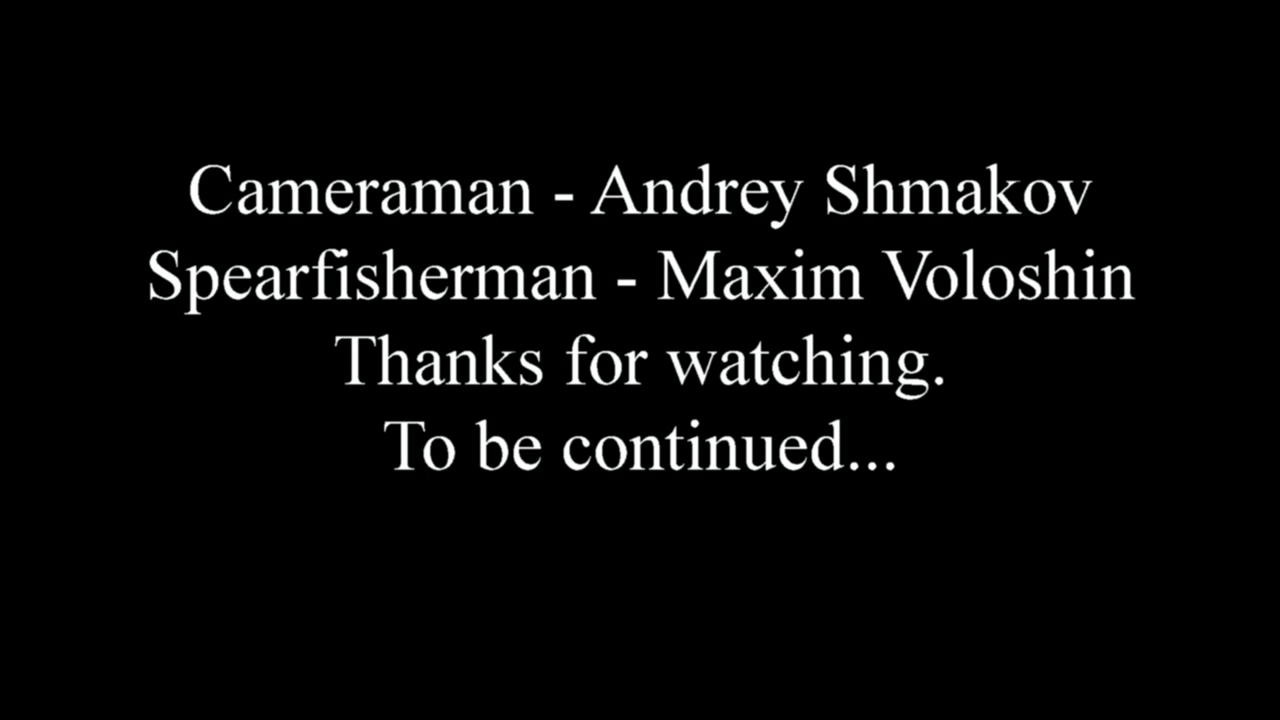 Cameraman - Andrey Shmakov
Spearfisherman - Maxim Voloshin
Thanks for watching.
To be continued...